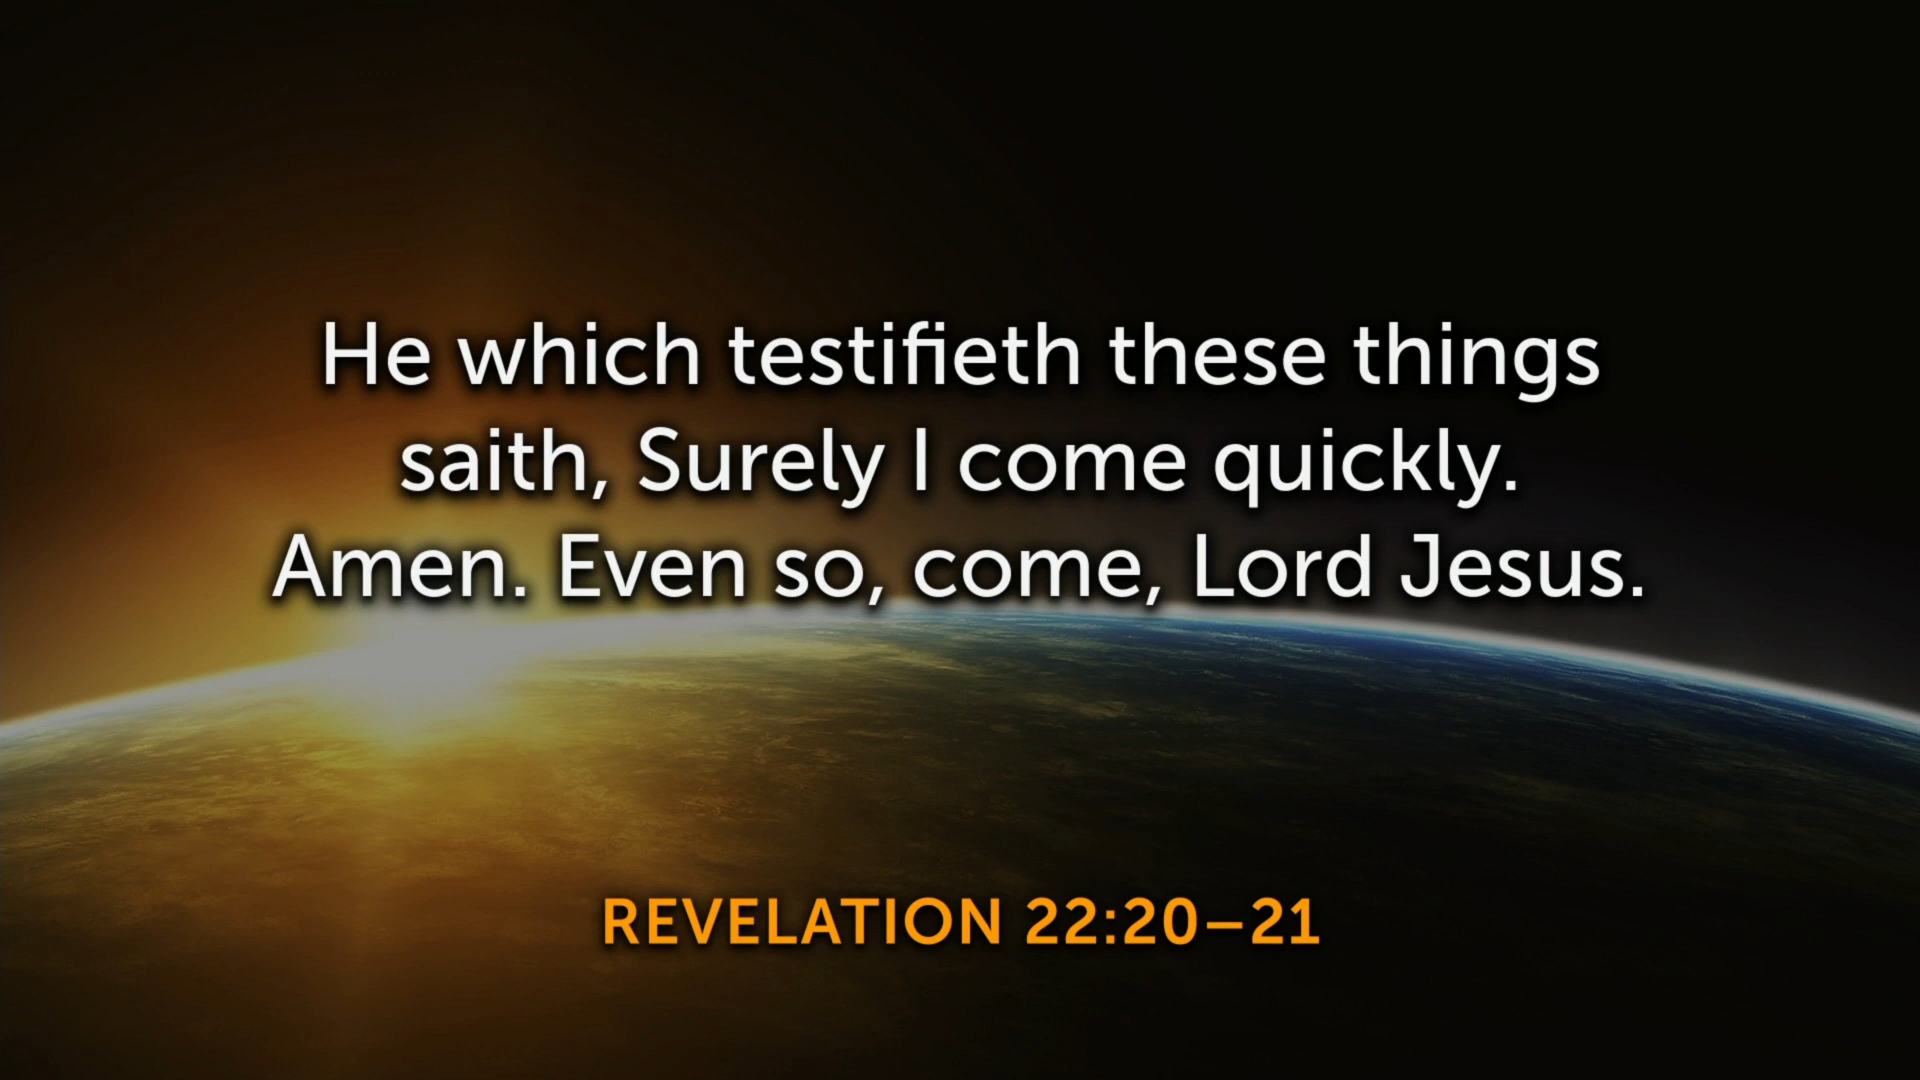 He which testifieth these things
saith, Surely I come quickly.
Amen. Even so, come, Lord Jesus.
REVELATION 22:20–21